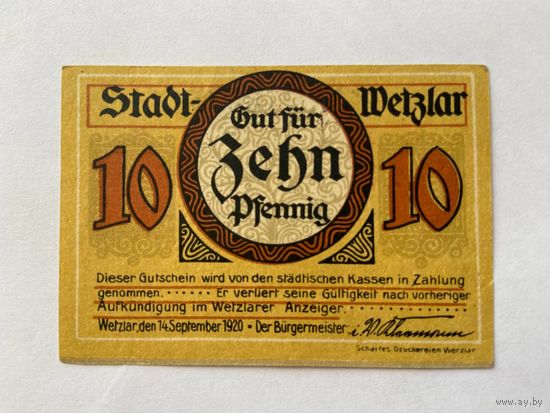 Stadt- Wetzlar
Gut für
10 Zehn 10
Pfennig
Dieser Gutschein wird von den städtischen Kassen in Zahlung
genommen. Er verliert seine Gültigkeit nach vorheriger
Aufkündigung im Wetzlarer Anzeiger.
Wetzlar, den 14. September 1920 • Der Bürgermeister: i.V.
Scharfes Druckereien Wetzlar
© www.ay.by